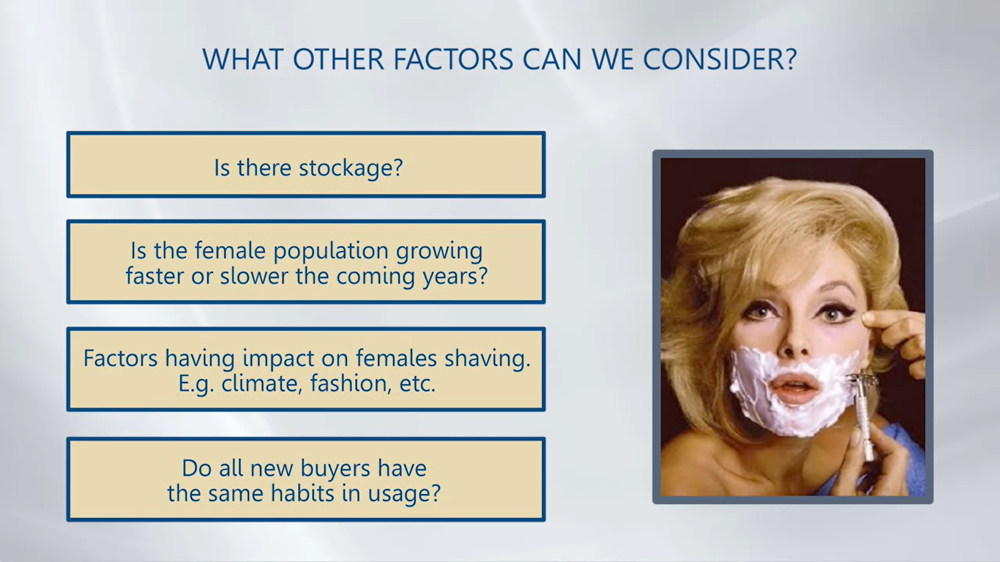 WHAT OTHER FACTORS CAN WE CONSIDER?
Is there stockage?
Is the female population growing
faster or slower the coming years?
Factors having impact on females shaving.
E.g. climate, fashion, etc.
Do all new buyers have
the same habits in usage?